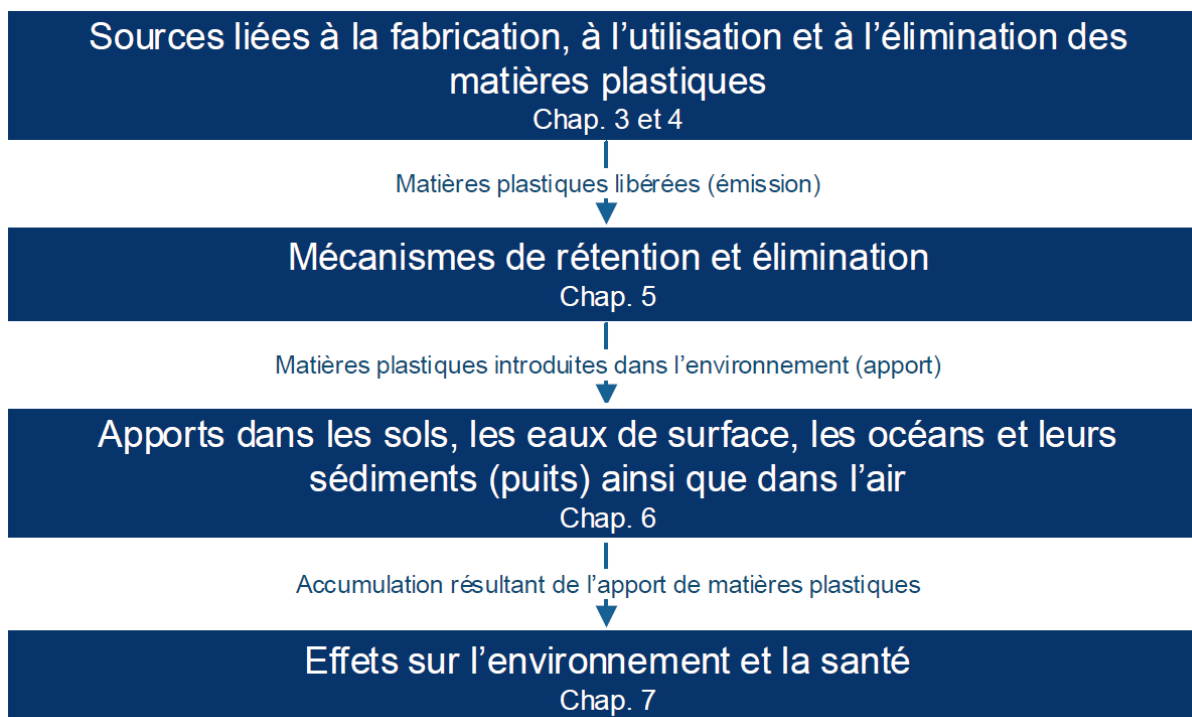 Sources liées à la fabrication, à l’utilisation et à l’élimination des
matières plastiques
Chap. 3 et 4
Matières plastiques libérées (émission)
Mécanismes de rétention et élimination
Chap. 5
Matières plastiques introduites dans l’environnement (apport)
Apports dans les sols, les eaux de surface, les océans et leurs
sédiments (puits) ainsi que dans l’air
Chap. 6
Accumulation résultant de l’apport de matières plastiques
Effets sur l’environnement et la santé
Chap. 7